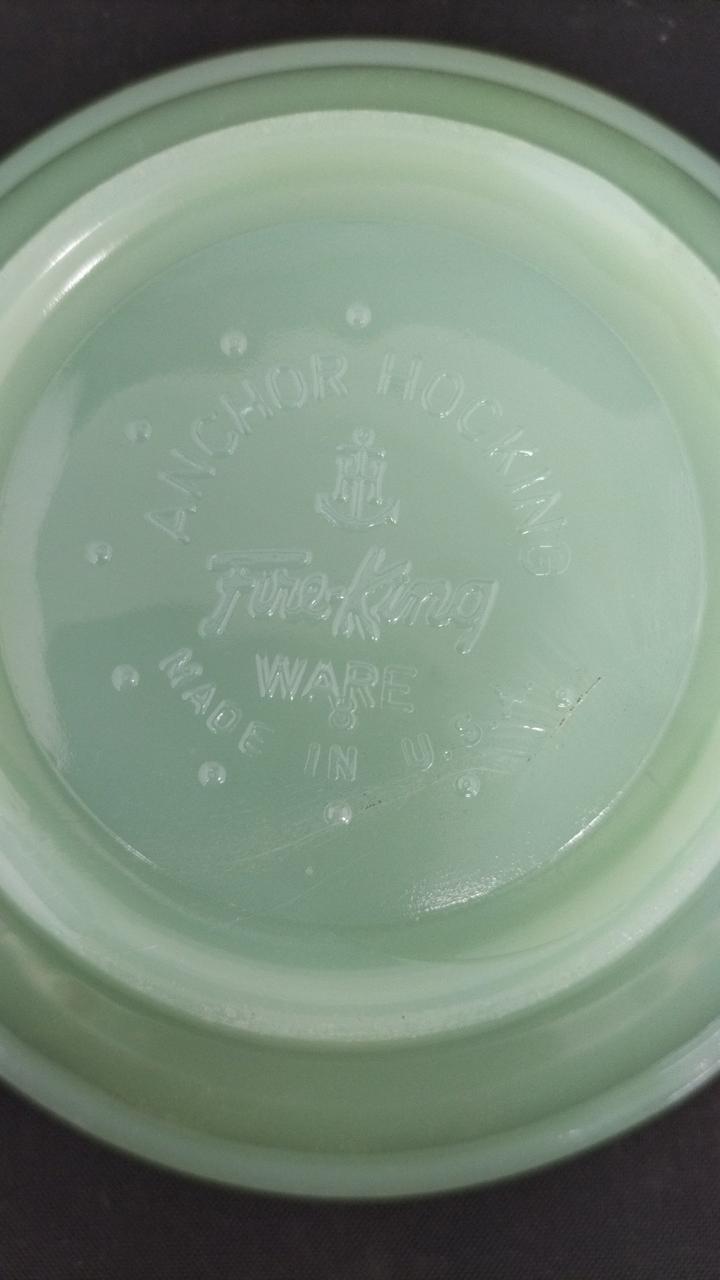 ANCHOR HOCKING
H
Fire-King
WARE
8
MADE IN U.S.A.